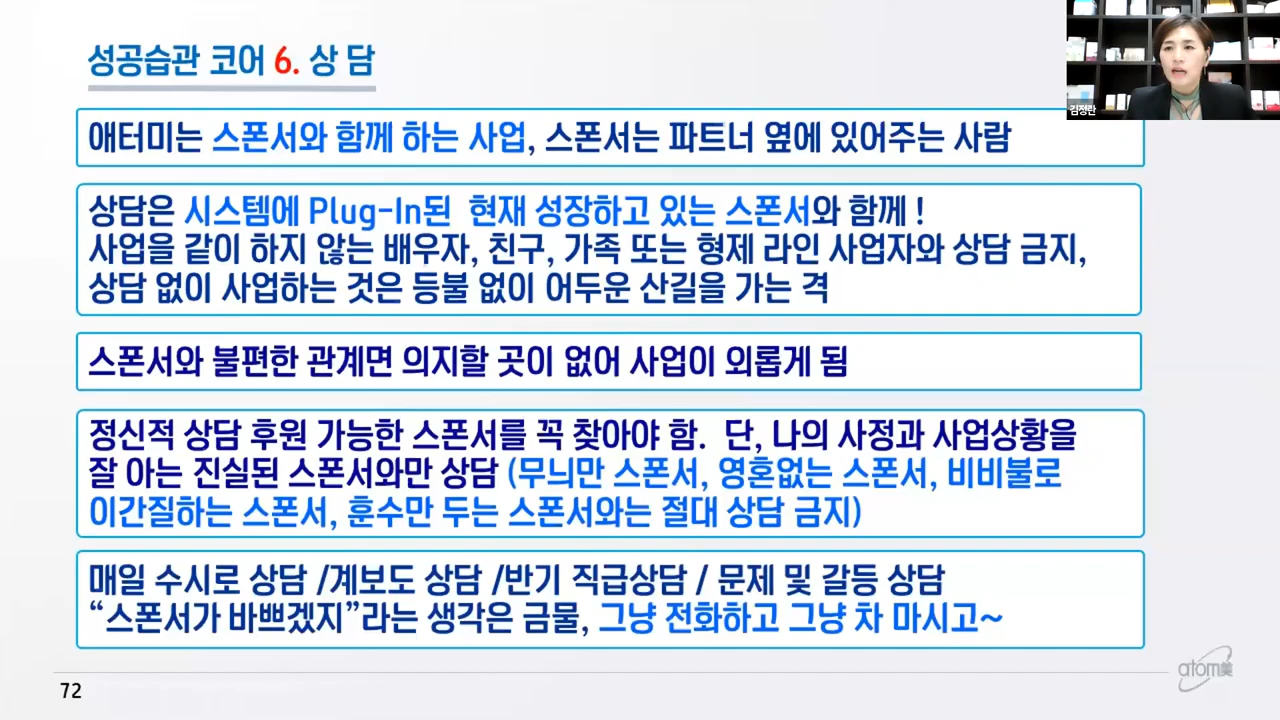 성공습관 코어 6. 상 담
김정란
애터미는 스폰서와 함께 하는 사업, 스폰서는 파트너 옆에 있어주는 사람
상담은 시스템에 Plug-In된 현재 성장하고 있는 스폰서와 함께 !
사업을 같이 하지 않는 배우자, 친구, 가족 또는 형제 라인 사업자와 상담 금지,
상담 없이 사업하는 것은 등불 없이 어두운 산길을 가는 격
스폰서와 불편한 관계면 의지할 곳이 없어 사업이 외롭게 됨
정신적 상담 후원 가능한 스폰서를 꼭 찾아야 함. 단, 나의 사정과 사업상황을
잘 아는 진실된 스폰서와만 상담 (무늬만 스폰서, 영혼없는 스폰서, 비비불로
이간질하는 스폰서, 훈수만 두는 스폰서와는 절대 상담 금지)
매일 수시로 상담 /계보도 상담 /반기 직급상담 / 문제 및 갈등 상담
“스폰서가 바쁘겠지”라는 생각은 금물, 그냥 전화하고 그냥 차 마시고~
72
atom美